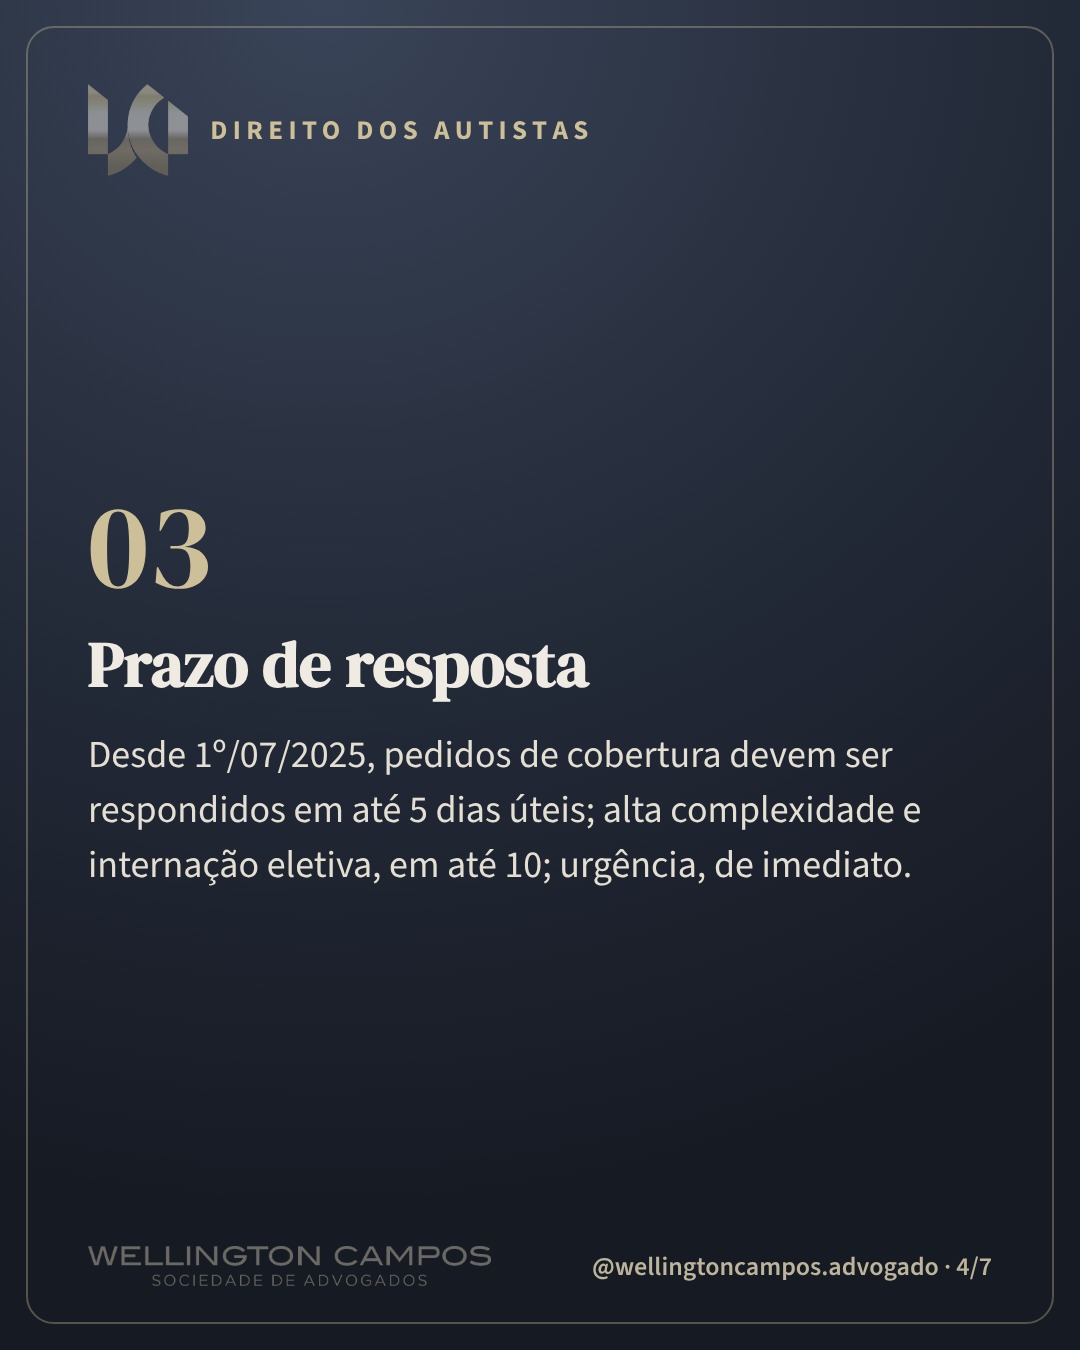 DIREITO DOS AUTISTAS
03
Prazo de resposta
Desde 1º/07/2025, pedidos de cobertura devem ser
respondidos em até 5 dias úteis; alta complexidade e
internação eletiva, em até 10; urgência, de imediato.
WELLINGTON CAMPOS
SOCIEDADE DE ADVOGADOS
@wellingtoncampos.advogado · 4/7